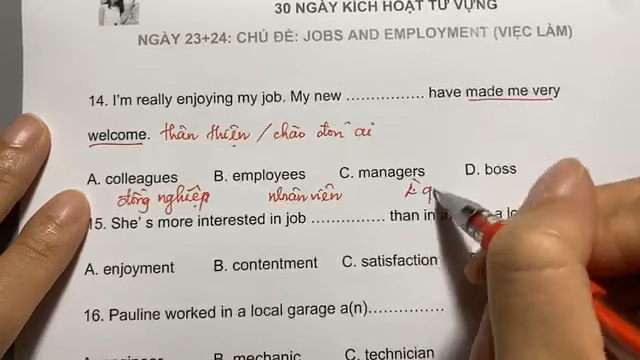 30 NGÀY KÍCH HOẠT TỪ VỰNG
NGÀY 23+24: CHỦ ĐỀ: JOBS AND EMPLOYMENT (VIỆC LÀM)
14. I'm really enjoying my job. My new ................ have made me very
welcome. thân thiện / chào đón ai
A. colleagues B. employees C. managers D. boss
đồng nghiệp nhân viên
15. She' s more interested in job ............... than in
A. enjoyment B. contentment C. satisfaction
16. Pauline worked in a local garage a(n)...............
B. mechanic C. technician